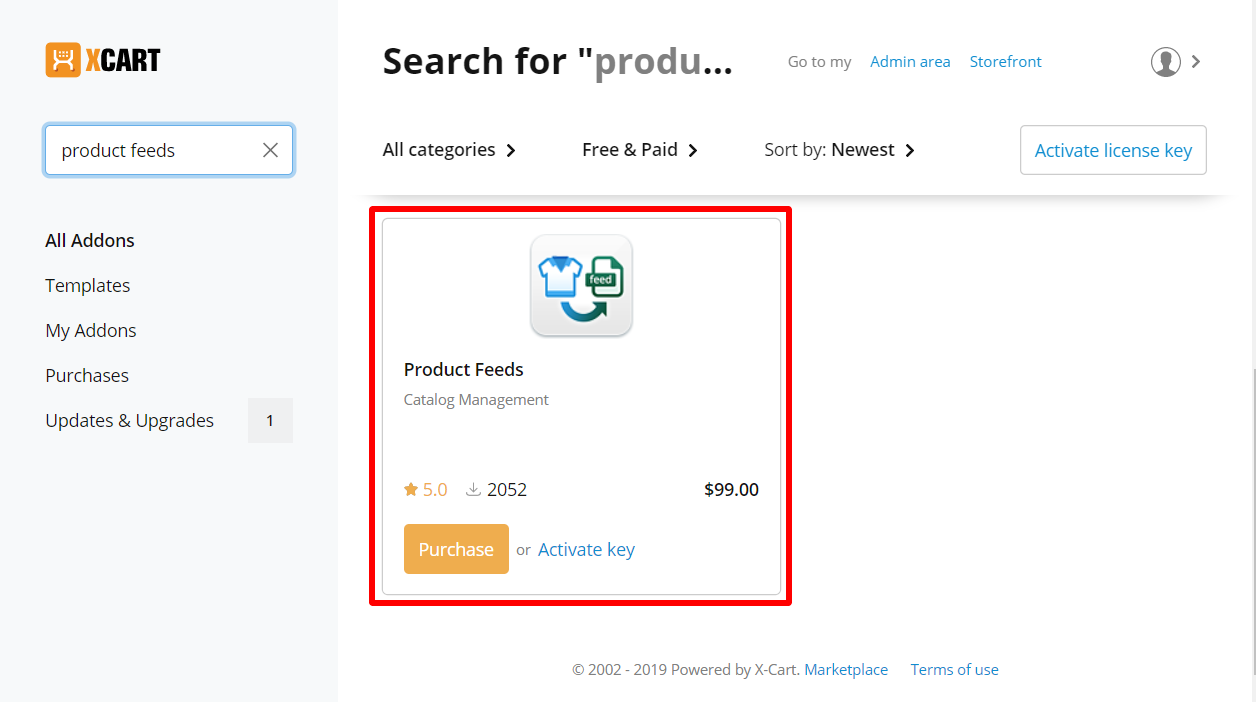 XCART
product feeds
All Addons
Templates
My Addons
Purchases
Updates & Upgrades 1
Search for "produ...
Go to my Admin area Storefront
All categories Free & Paid Sort by: Newest Activate license key
feed
Product Feeds
Catalog Management
5.0 2052 $99.00
Purchase or Activate key
© 2002 - 2019 Powered by X-Cart. Marketplace Terms of use